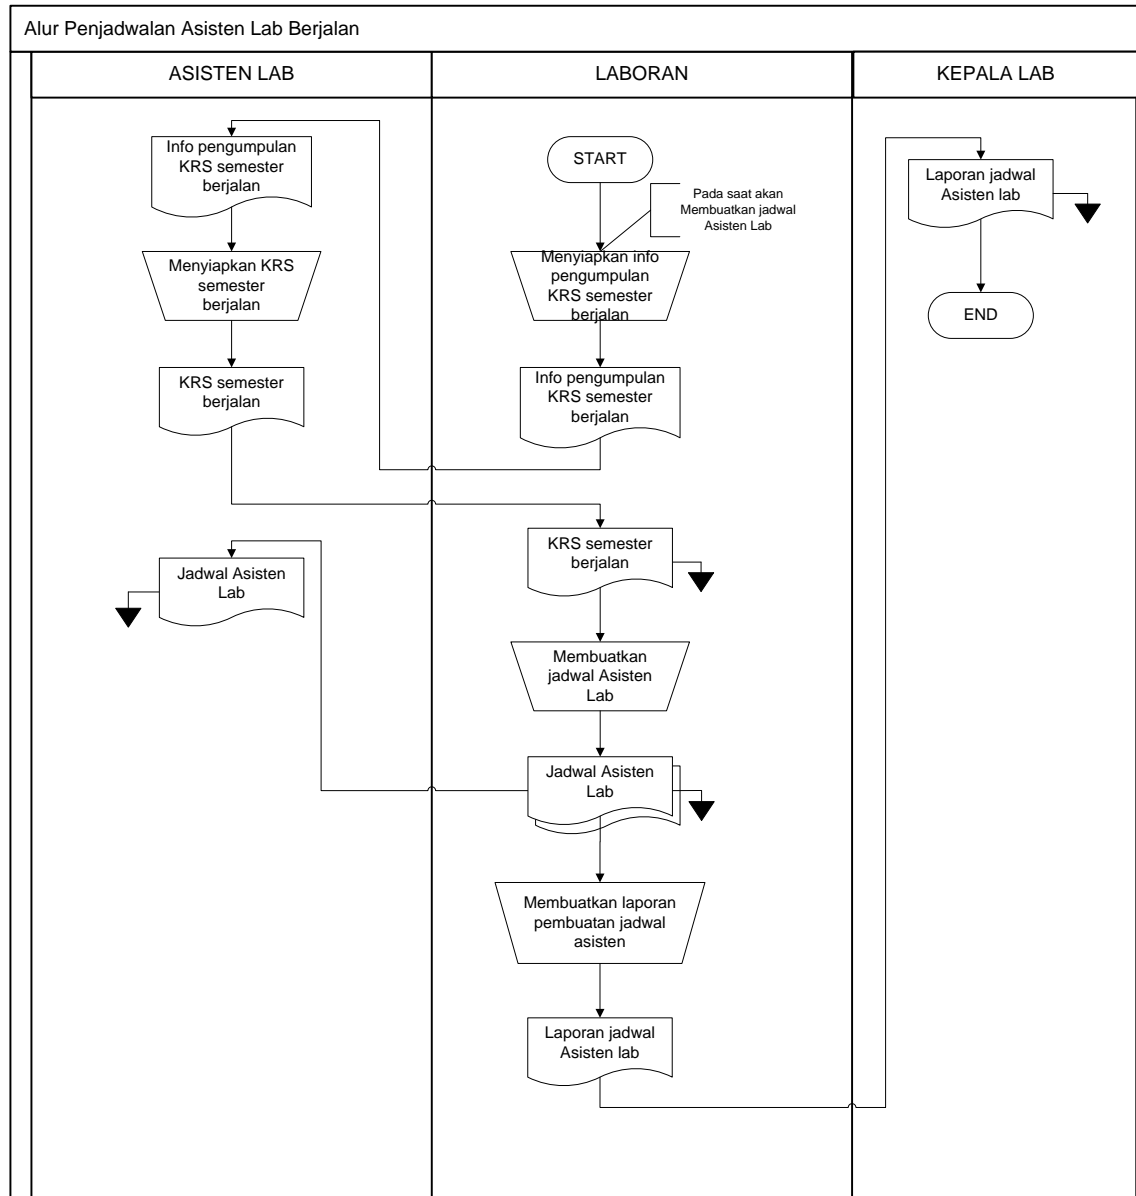 Alur Penjadwalan Asisten Lab Berjalan
ASISTEN LAB
LABORAN
KEPALA LAB
Info pengumpulan
KRS semester
berjalan
Menyiapkan KRS
semester
berjalan
KRS semester
berjalan
Jadwal Asisten
Lab
START
Pada saat akan
Membuatkan jadwal
Asisten Lab
Menyiapkan info
pengumpulan
KRS semester
berjalan
Info pengumpulan
KRS semester
berjalan
KRS semester
berjalan
Membuatkan
jadwal Asisten
Lab
Jadwal Asisten
Lab
Membuatkan laporan
pembuatan jadwal
asisten
Laporan jadwal
Asisten lab
Laporan jadwal
Asisten lab
END